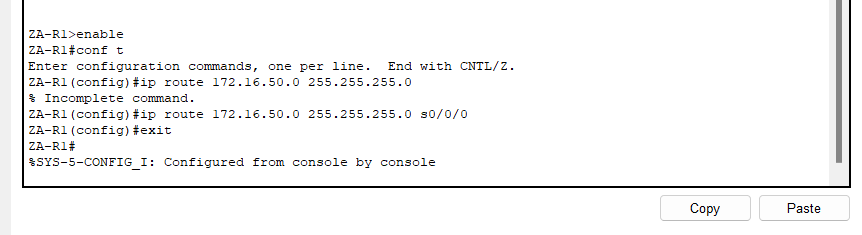 ZA-R1>enable
ZA-R1#conf t
Enter configuration commands, one per line.  End with CNTL/Z.
ZA-R1(config)#ip route 172.16.50.0 255.255.255.0
% Incomplete command.
ZA-R1(config)#ip route 172.16.50.0 255.255.255.0 s0/0/0
ZA-R1(config)#exit
ZA-R1#
%SYS-5-CONFIG_I: Configured from console by console
Copy Paste